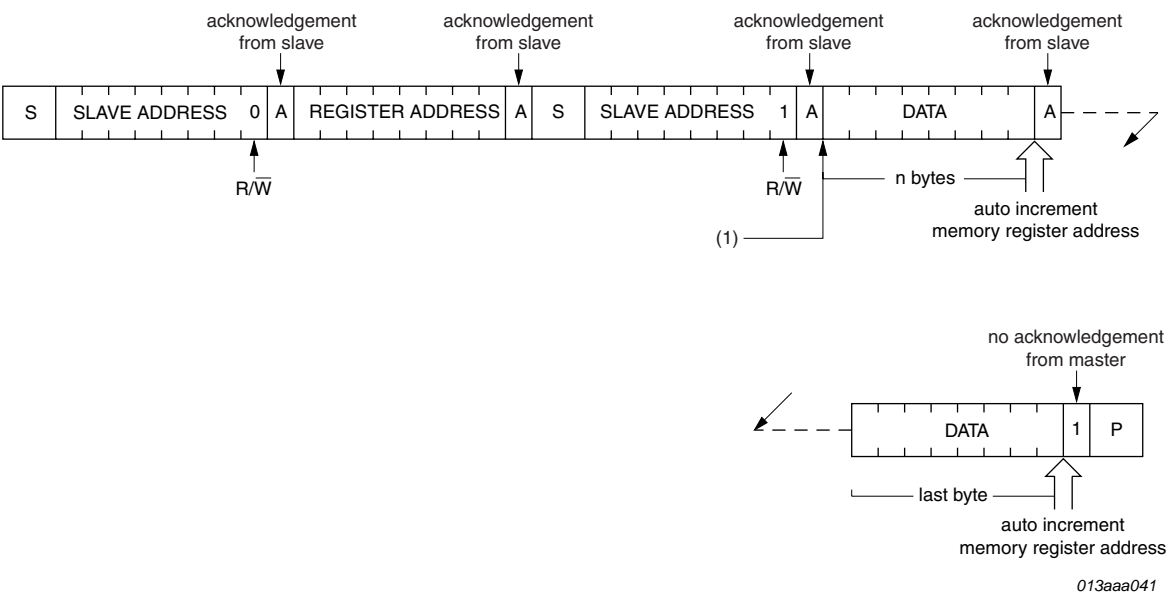 acknowledgement acknowledgement acknowledgement acknowledgement
from slave from slave from slave from slave
S SLAVE ADDRESS 0 A REGISTER ADDRESS A S SLAVE ADDRESS 1 A DATA A
R/W̅ R/W̅ n bytes
auto increment
(1) memory register address
no acknowledgement
from master
DATA 1 P
last byte
auto increment
memory register address
013aaa041